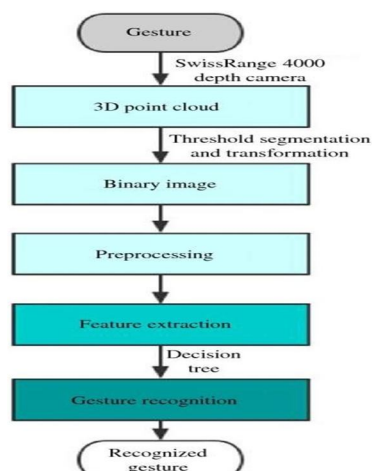 Gesture
SwissRange 4000
depth camera
3D point cloud
Threshold segmentation
and transformation
Binary image
Preprocessing
Feature extraction
Decision
tree
Gesture recognition
Recognized
gesture